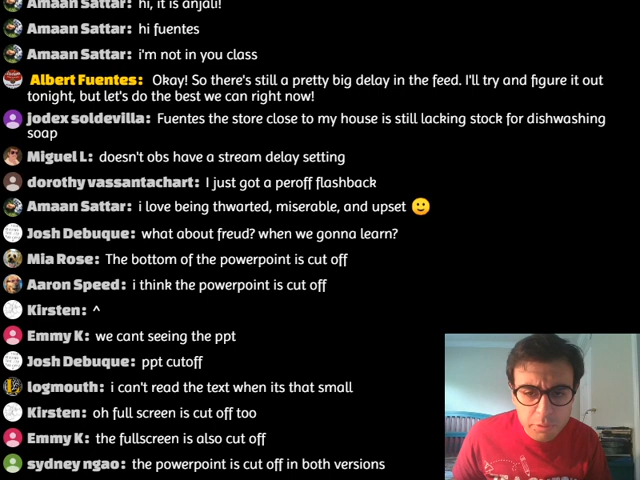 Amaan Sattar: hi, it is anjali!
Amaan Sattar: hi fuentes
Amaan Sattar: i'm not in you class
Albert Fuentes: Okay! So there's still a pretty big delay in the feed. I'll try and figure it out
tonight, but let's do the best we can right now!
jodex soldevilla: Fuentes the store close to my house is still lacking stock for dishwashing
soap
Miguel L: doesn't obs have a stream delay setting
dorothy vassantachart: I just got a peroff flashback
Amaan Sattar: i love being thwarted, miserable, and upset 🙂
Josh Debuque: what about freud? when we gonna learn?
Mia Rose: The bottom of the powerpoint is cut off
Aaron Speed: i think the powerpoint is cut off
Kirsten: ^
Emmy K: we cant seeing the ppt
Josh Debuque: ppt cutoff
logmouth: i can't read the text when its that small
Kirsten: oh full screen is cut off too
Emmy K: the fullscreen is also cut off
sydney ngao: the powerpoint is cut off in both versions